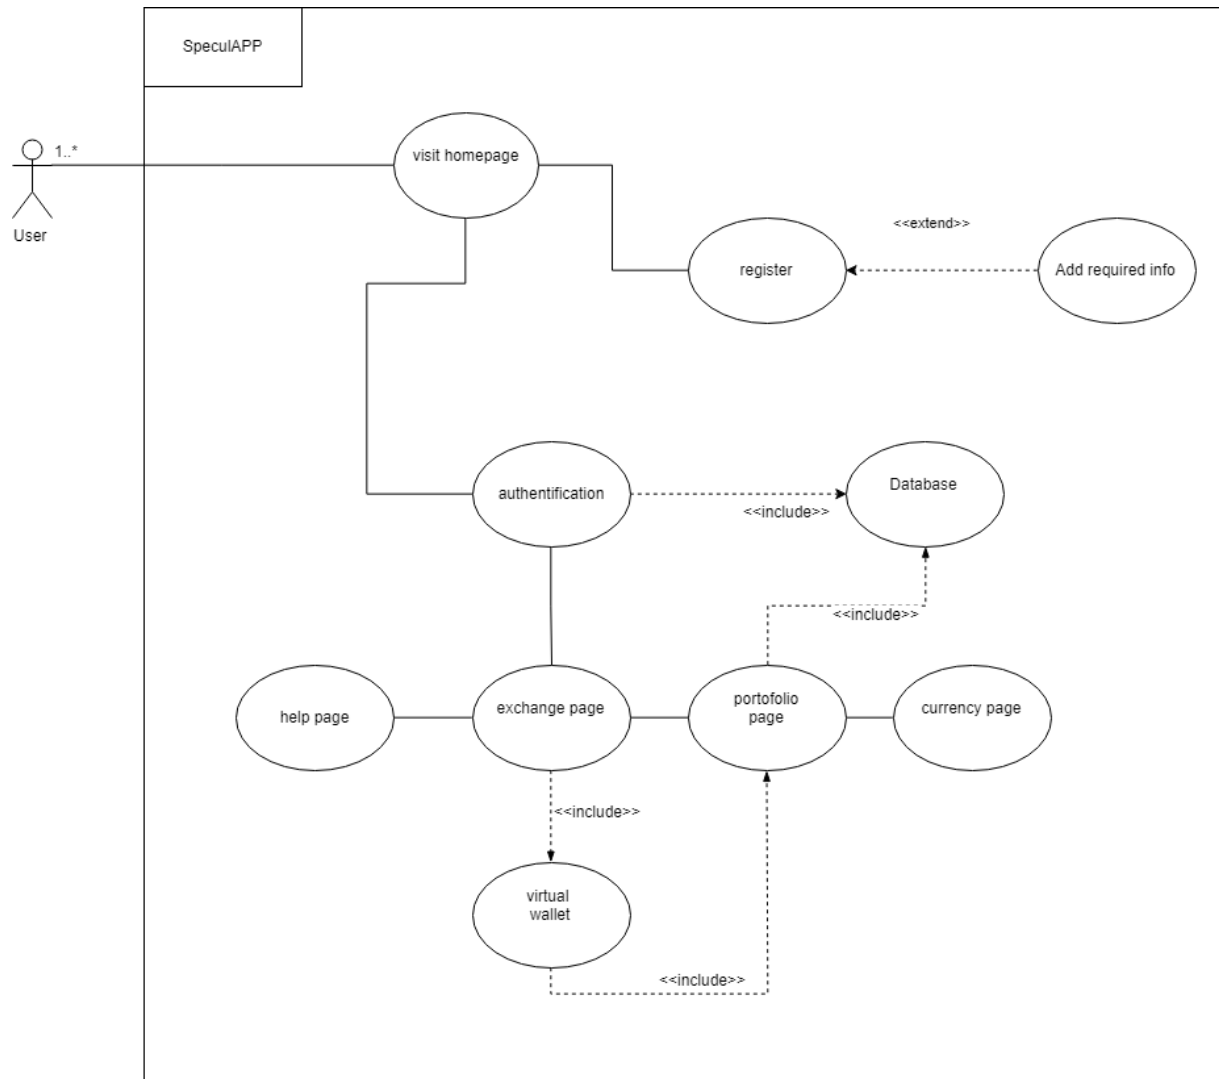 SpeculAPP
1..*
visit homepage
User
<<extend>>
register
Add required info
authentification
Database
<<include>>
<<include>>
help page
exchange page
portofolio
page
currency page
<<include>>
virtual
wallet
<<include>>